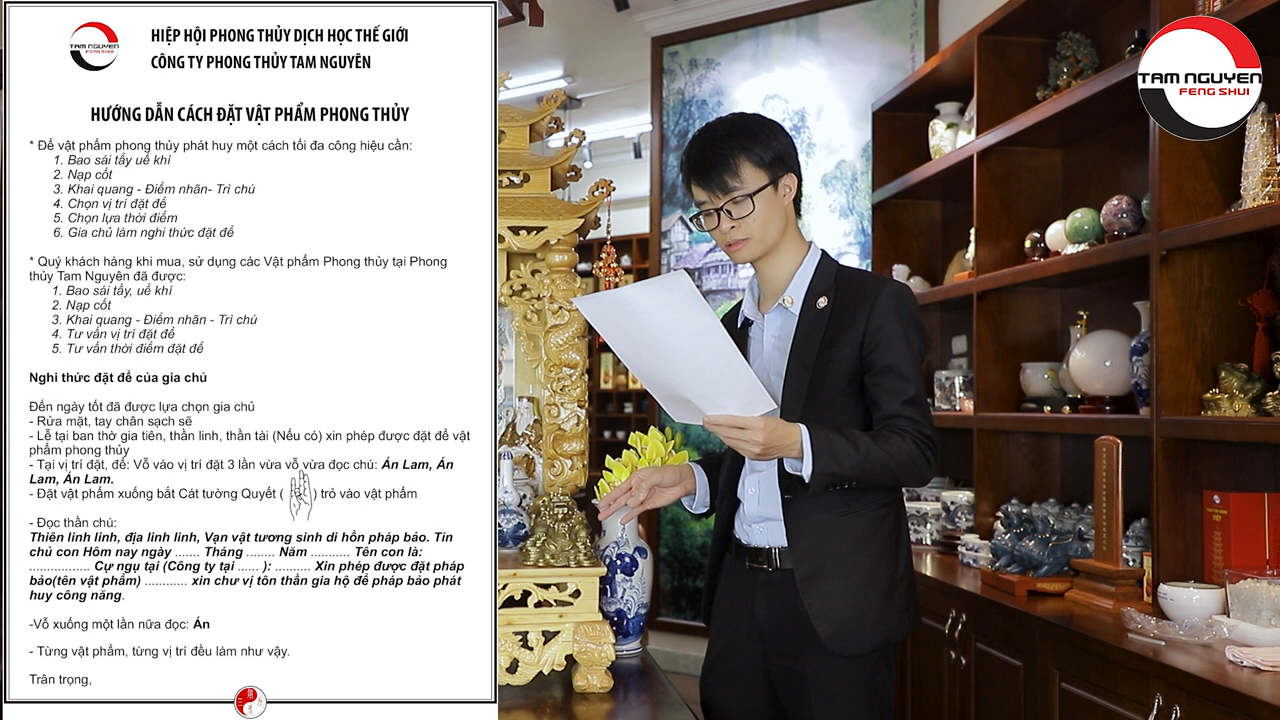 TAM NGUYEN
FENG SHUI
HIỆP HỘI PHONG THỦY DỊCH HỌC THẾ GIỚI
CÔNG TY PHONG THỦY TAM NGUYÊN
HƯỚNG DẪN CÁCH ĐẶT VẬT PHẨM PHONG THỦY
* Để vật phẩm phong thủy phát huy một cách tối đa công hiệu cần:
1. Bao sái tẩy uế khí
2. Nạp cốt
3. Khai quang - Điểm nhãn- Trì chú
4. Chọn vị trí đặt để
5. Chọn lựa thời điểm
6. Gia chủ làm nghi thức đặt để
* Quý khách hàng khi mua, sử dụng các Vật phẩm Phong thủy tại Phong
thủy Tam Nguyên đã được:
1. Bao sái tẩy, uế khí
2. Nạp cốt
3. Khai quang - Điểm nhãn - Trì chú
4. Tư vấn vị trí đặt để
5. Tư vấn thời điểm đặt để
Nghi thức đặt để của gia chủ
Đến ngày tốt đã được lựa chọn gia chủ
- Rửa mặt, tay chân sạch sẽ
- Lễ tại ban thờ gia tiên, thần linh, thần tài (Nếu có) xin phép được đặt để vật
phẩm phong thủy
- Tại vị trí đặt, để: Vỗ vào vị trí đặt 3 lần vừa vỗ vừa đọc chú: Án Lam, Án
Lam, Án Lam.
- Đặt vật phẩm xuống bắt Cát tường Quyết ( ) trỏ vào vật phẩm
- Đọc thần chú:
Thiên linh linh, địa linh linh, Vạn vật tương sinh di hồn pháp bảo. Tín
chủ con Hôm nay ngày ....... Tháng ........ Năm ........... Tên con là:
................. Cự ngụ tại (Công ty tại ...... ): .......... Xin phép được đặt pháp
bảo(tên vật phẩm) ............ xin chư vị tôn thần gia hộ để pháp bảo phát
huy công năng.
-Vỗ xuống một lần nữa đọc: Án
- Từng vật phẩm, từng vị trí đều làm như vậy.
Trân trọng,
TAM NGUYEN
FENG SHUI